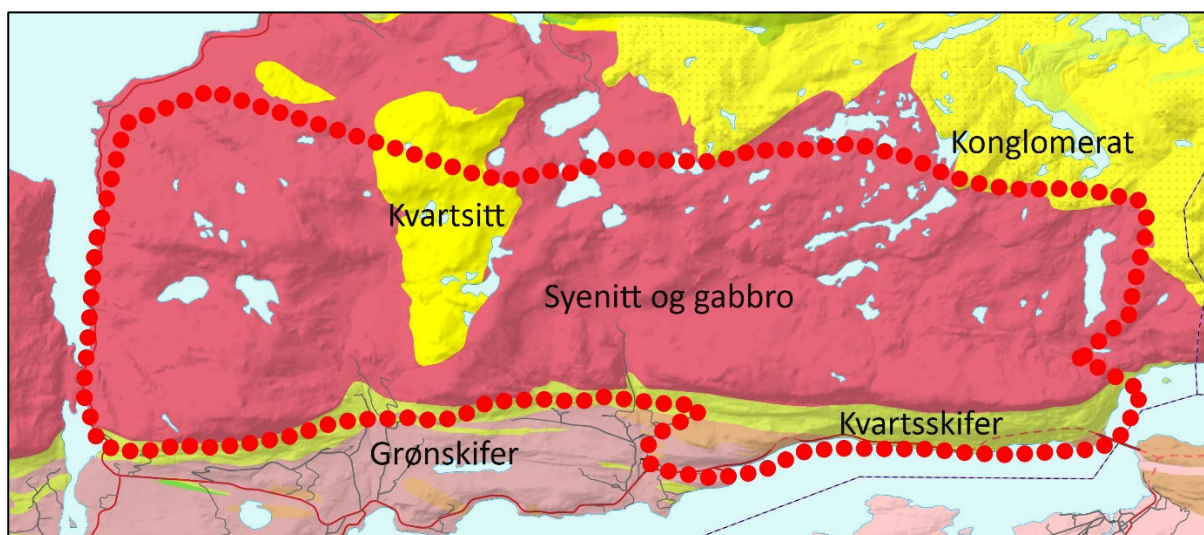 Konglomerat
Kvartsitt
Syenitt og gabbro
Kvartsskifer
Grønskifer